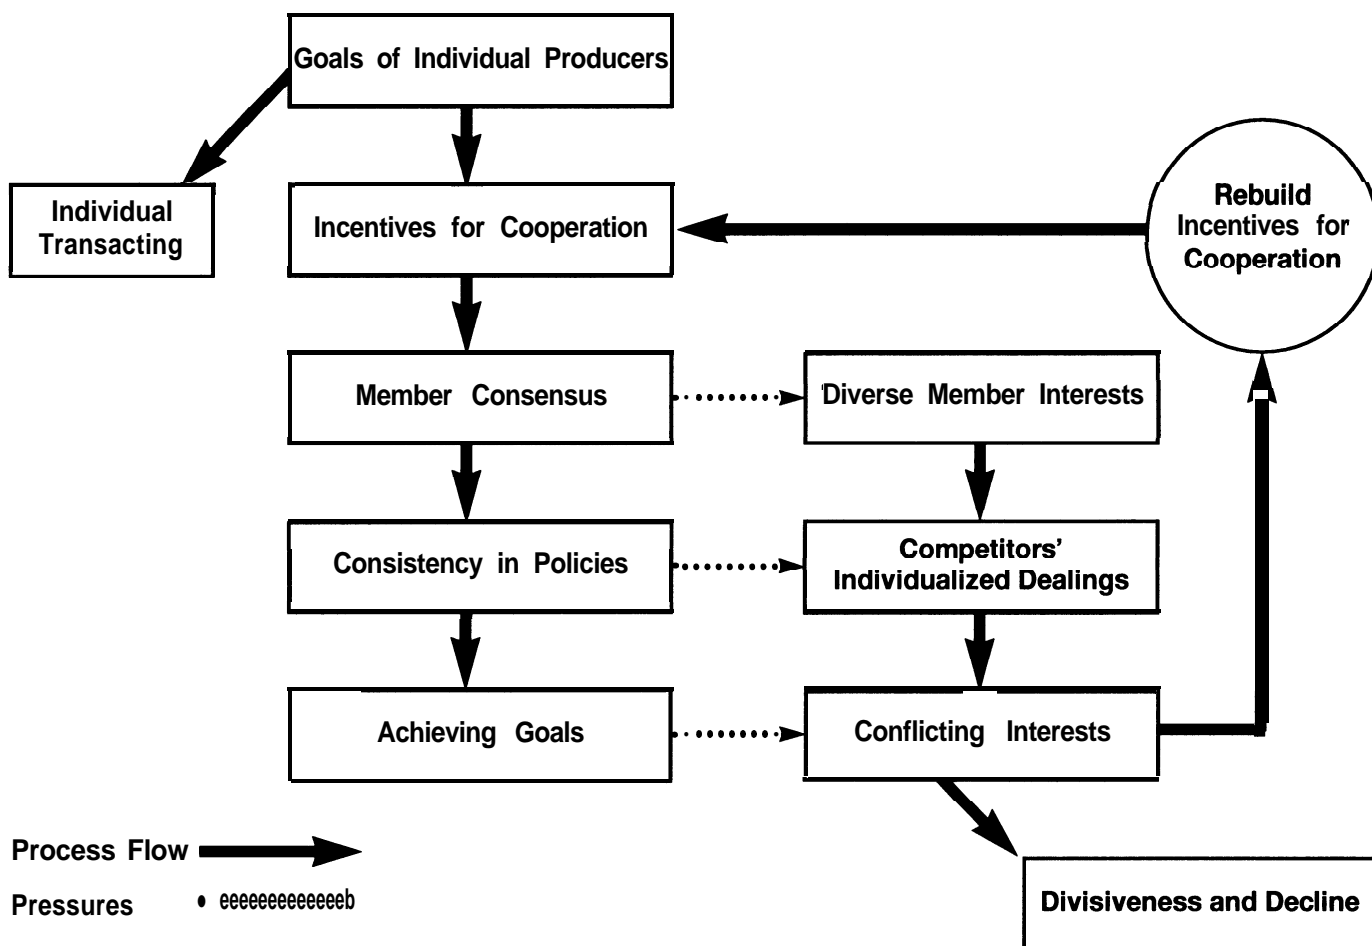 Goals of Individual Producers
Individual
Transacting
Incentives for Cooperation
Rebuild
Incentives for
Cooperation
Member Consensus
Diverse Member Interests
Consistency in Policies
Competitors'
Individualized Dealings
Achieving Goals
Conflicting Interests
Process Flow
Pressures • eeeeeeeeeeeeeb
Divisiveness and Decline